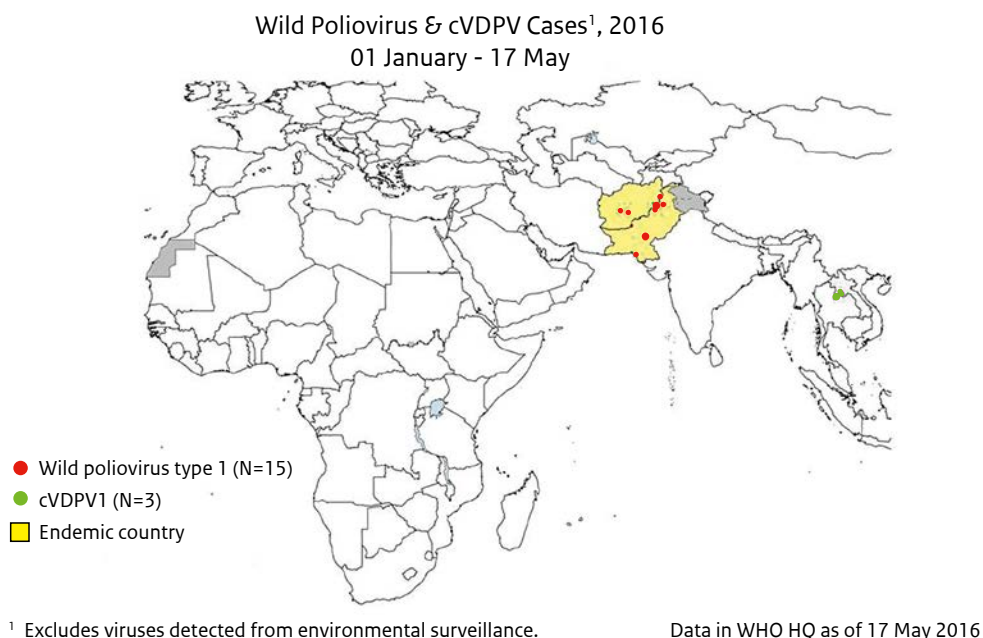 Wild Poliovirus & cVDPV Cases¹, 2016
01 January - 17 May
Wild poliovirus type 1 (N=15)
cVDPV1 (N=3)
Endemic country
¹ Excludes viruses detected from environmental surveillance.
Data in WHO HQ as of 17 May 2016